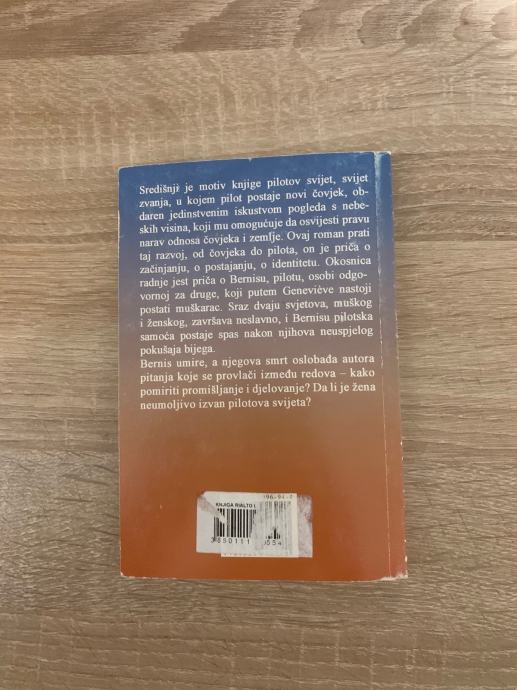 Središnji je motiv knjige pilotov svijet, svijet
zvanja, u kojem pilot postaje novi čovjek, ob-
daren jedinstvenim iskustvom pogleda s nebe-
skih visina, koji mu omogućuje da osvijesti pravu
narav odnosa čovjeka i zemlje. Ovaj roman prati
taj razvoj, od čovjeka do pilota, on je priča o
začinjanju, o postajanju, o identitetu. Okosnica
radnje jest priča o Bernisu, pilotu, osobi odgo-
vornoj za druge, koji putem Geneviève nastoji
postati muškarac. Sraz dvaju svjetova, muškog
i ženskog, završava neslavno, i Bernisu pilotska
samoća postaje spas nakon njihova neuspjelog
pokušaja bijega.
Bernis umire, a njegova smrt oslobađa autora
pitanja koje se provlači između redova – kako
pomiriti promišljanje i djelovanje? Da li je žena
neumoljivo izvan pilotova svijeta?
KNJIGA RIALTO